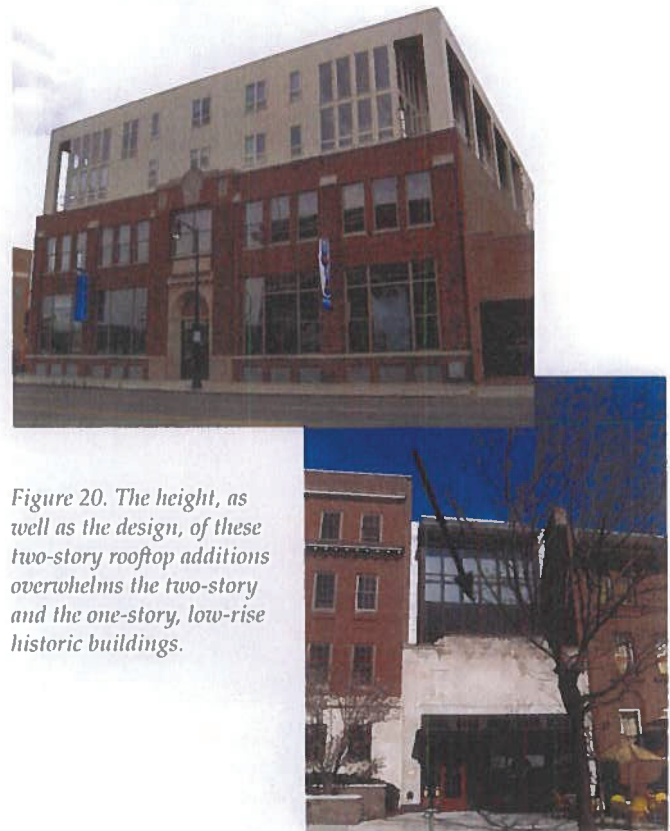 Figure 20. The height, as
well as the design, of these
two-story rooftop additions
overwhelms the two-story
and the one-story, low-rise
historic buildings.